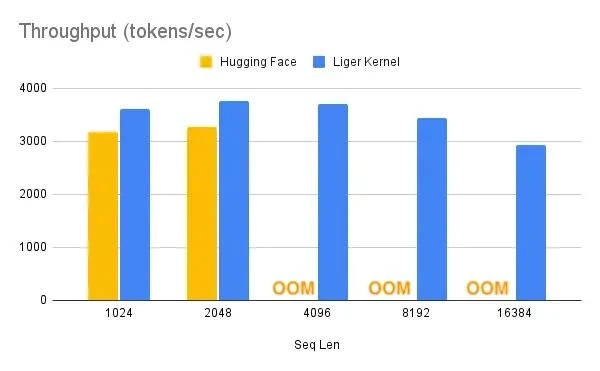 Throughput (tokens/sec)
Hugging Face Liger Kernel
4000
3000
2000
1000
0
OOM OOM OOM
1024 2048 4096 8192 16384
Seq Len